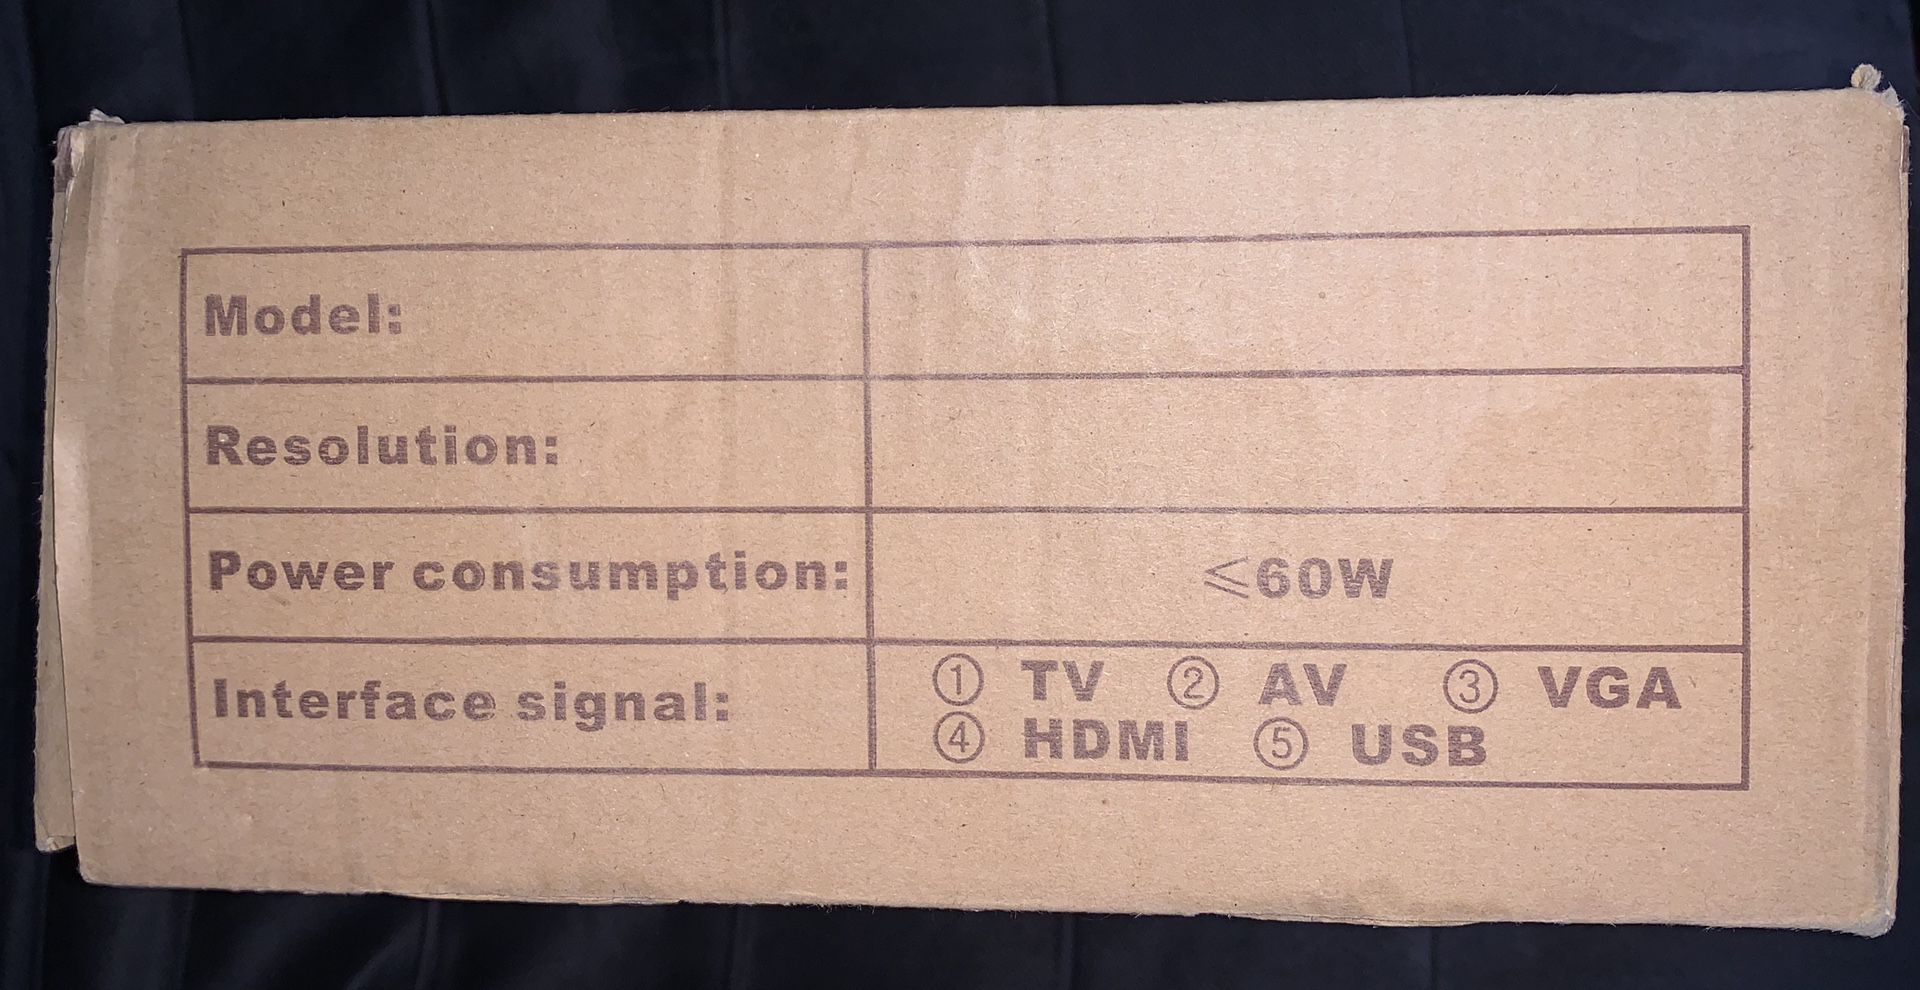 Model:
Resolution:
Power consumption: ⩽60W
Interface signal: ① TV ② AV ③ VGA
④ HDMI ⑤ USB